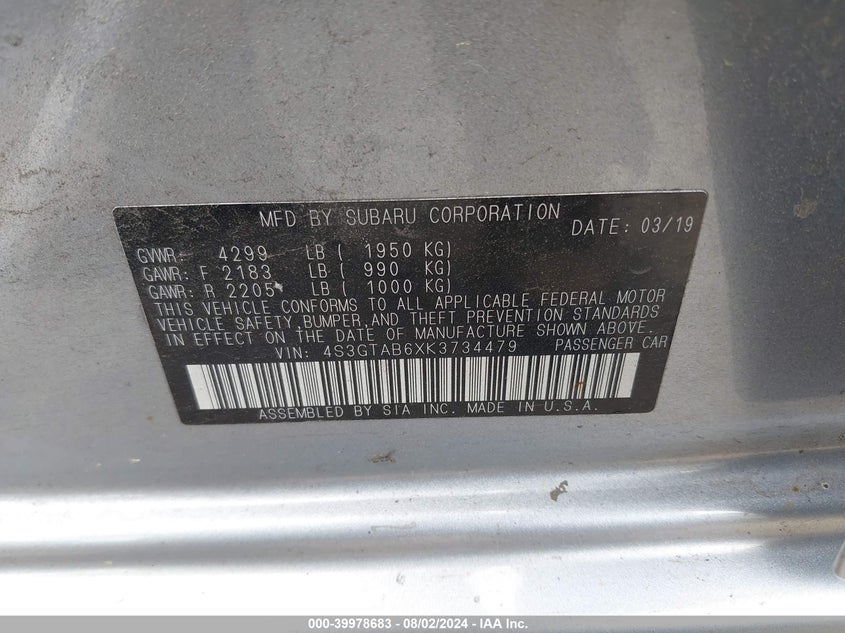 MFD BY SUBARU CORPORATION DATE: 03/19
GVWR: 4299 LB ( 1950 KG)
GAWR: F 2183 LB ( 990 KG)
GAWR: R 2205 LB ( 1000 KG)
THIS VEHICLE CONFORMS TO ALL APPLICABLE FEDERAL MOTOR
VEHICLE SAFETY,BUMPER,AND THEFT PREVENTION STANDARDS
IN EFFECT ON THE DATE OF MANUFACTURE SHOWN ABOVE.
VIN: 4S3GTAB6XK3734479 PASSENGER CAR
ASSEMBLED BY SIA INC. MADE IN U.S.A.
000-39978683 — 08/02/2024 — IAA Inc.